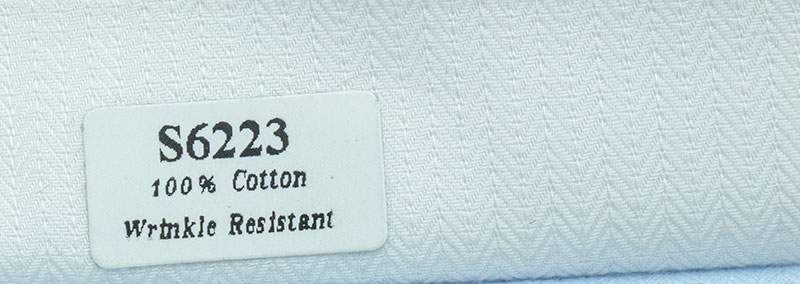 S6223
100% Cotton
Wrinkle Resistant